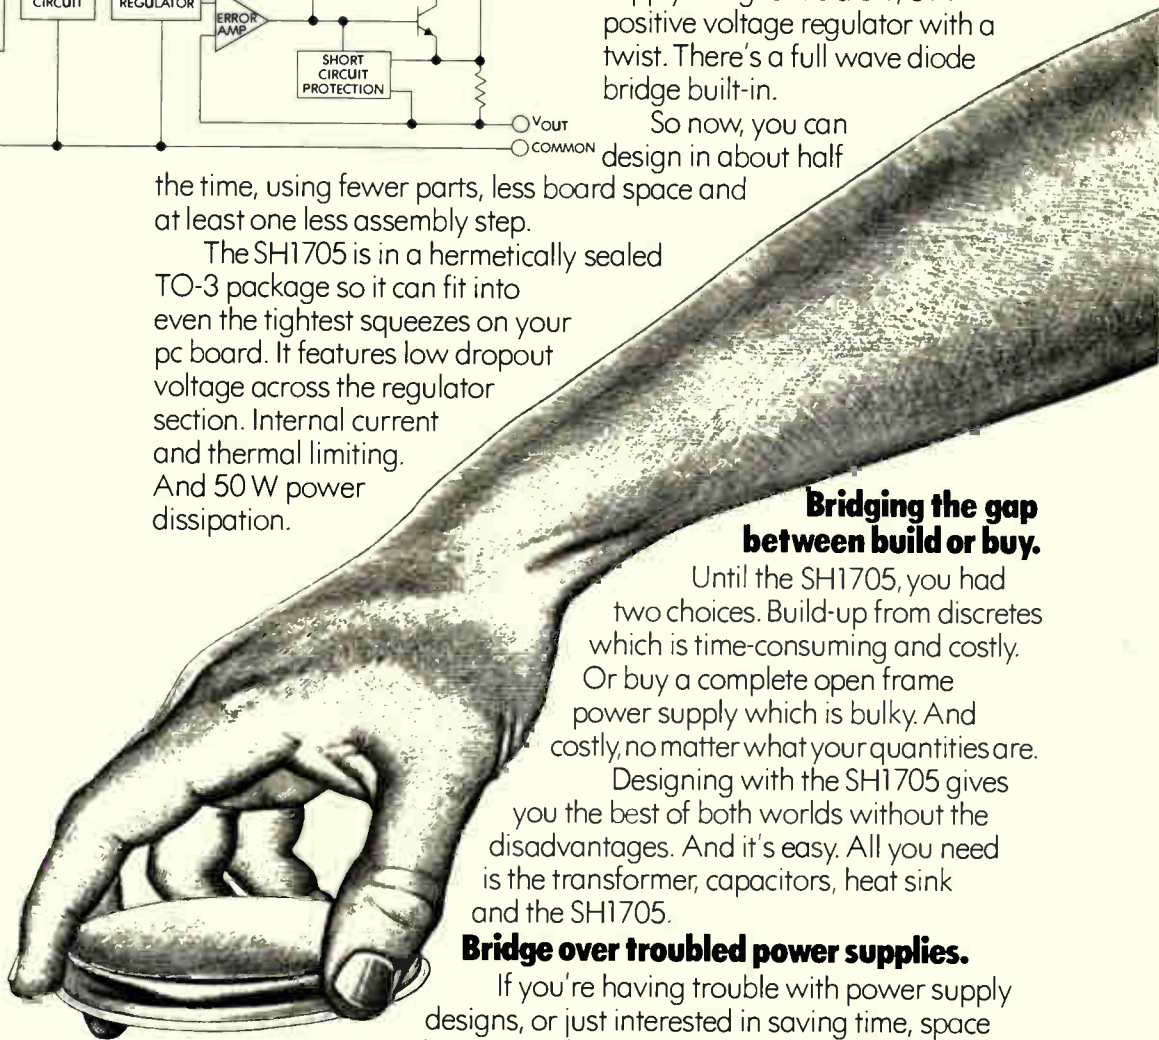 CIRCUIT
REGULATOR
ERROR
AMP
SHORT
CIRCUIT
PROTECTION
VOUT
COMMON
positive voltage regulator with a
twist. There's a full wave diode
bridge built-in.
So now, you can
design in about half
the time, using fewer parts, less board space and
at least one less assembly step.
The SH1705 is in a hermetically sealed
TO-3 package so it can fit into
even the tightest squeezes on your
pc board. It features low dropout
voltage across the regulator
section. Internal current
and thermal limiting.
And 50 W power
dissipation.
Bridging the gap
between build or buy.
Until the SH1705, you had
two choices. Build-up from discretes
which is time-consuming and costly.
Or buy a complete open frame
power supply which is bulky. And
costly, no matter what your quantities are.
Designing with the SH1705 gives
you the best of both worlds without the
disadvantages. And it's easy. All you need
is the transformer, capacitors, heat sink
and the SH1705.
Bridge over troubled power supplies.
If you're having trouble with power supply
designs, or just interested in saving time, space